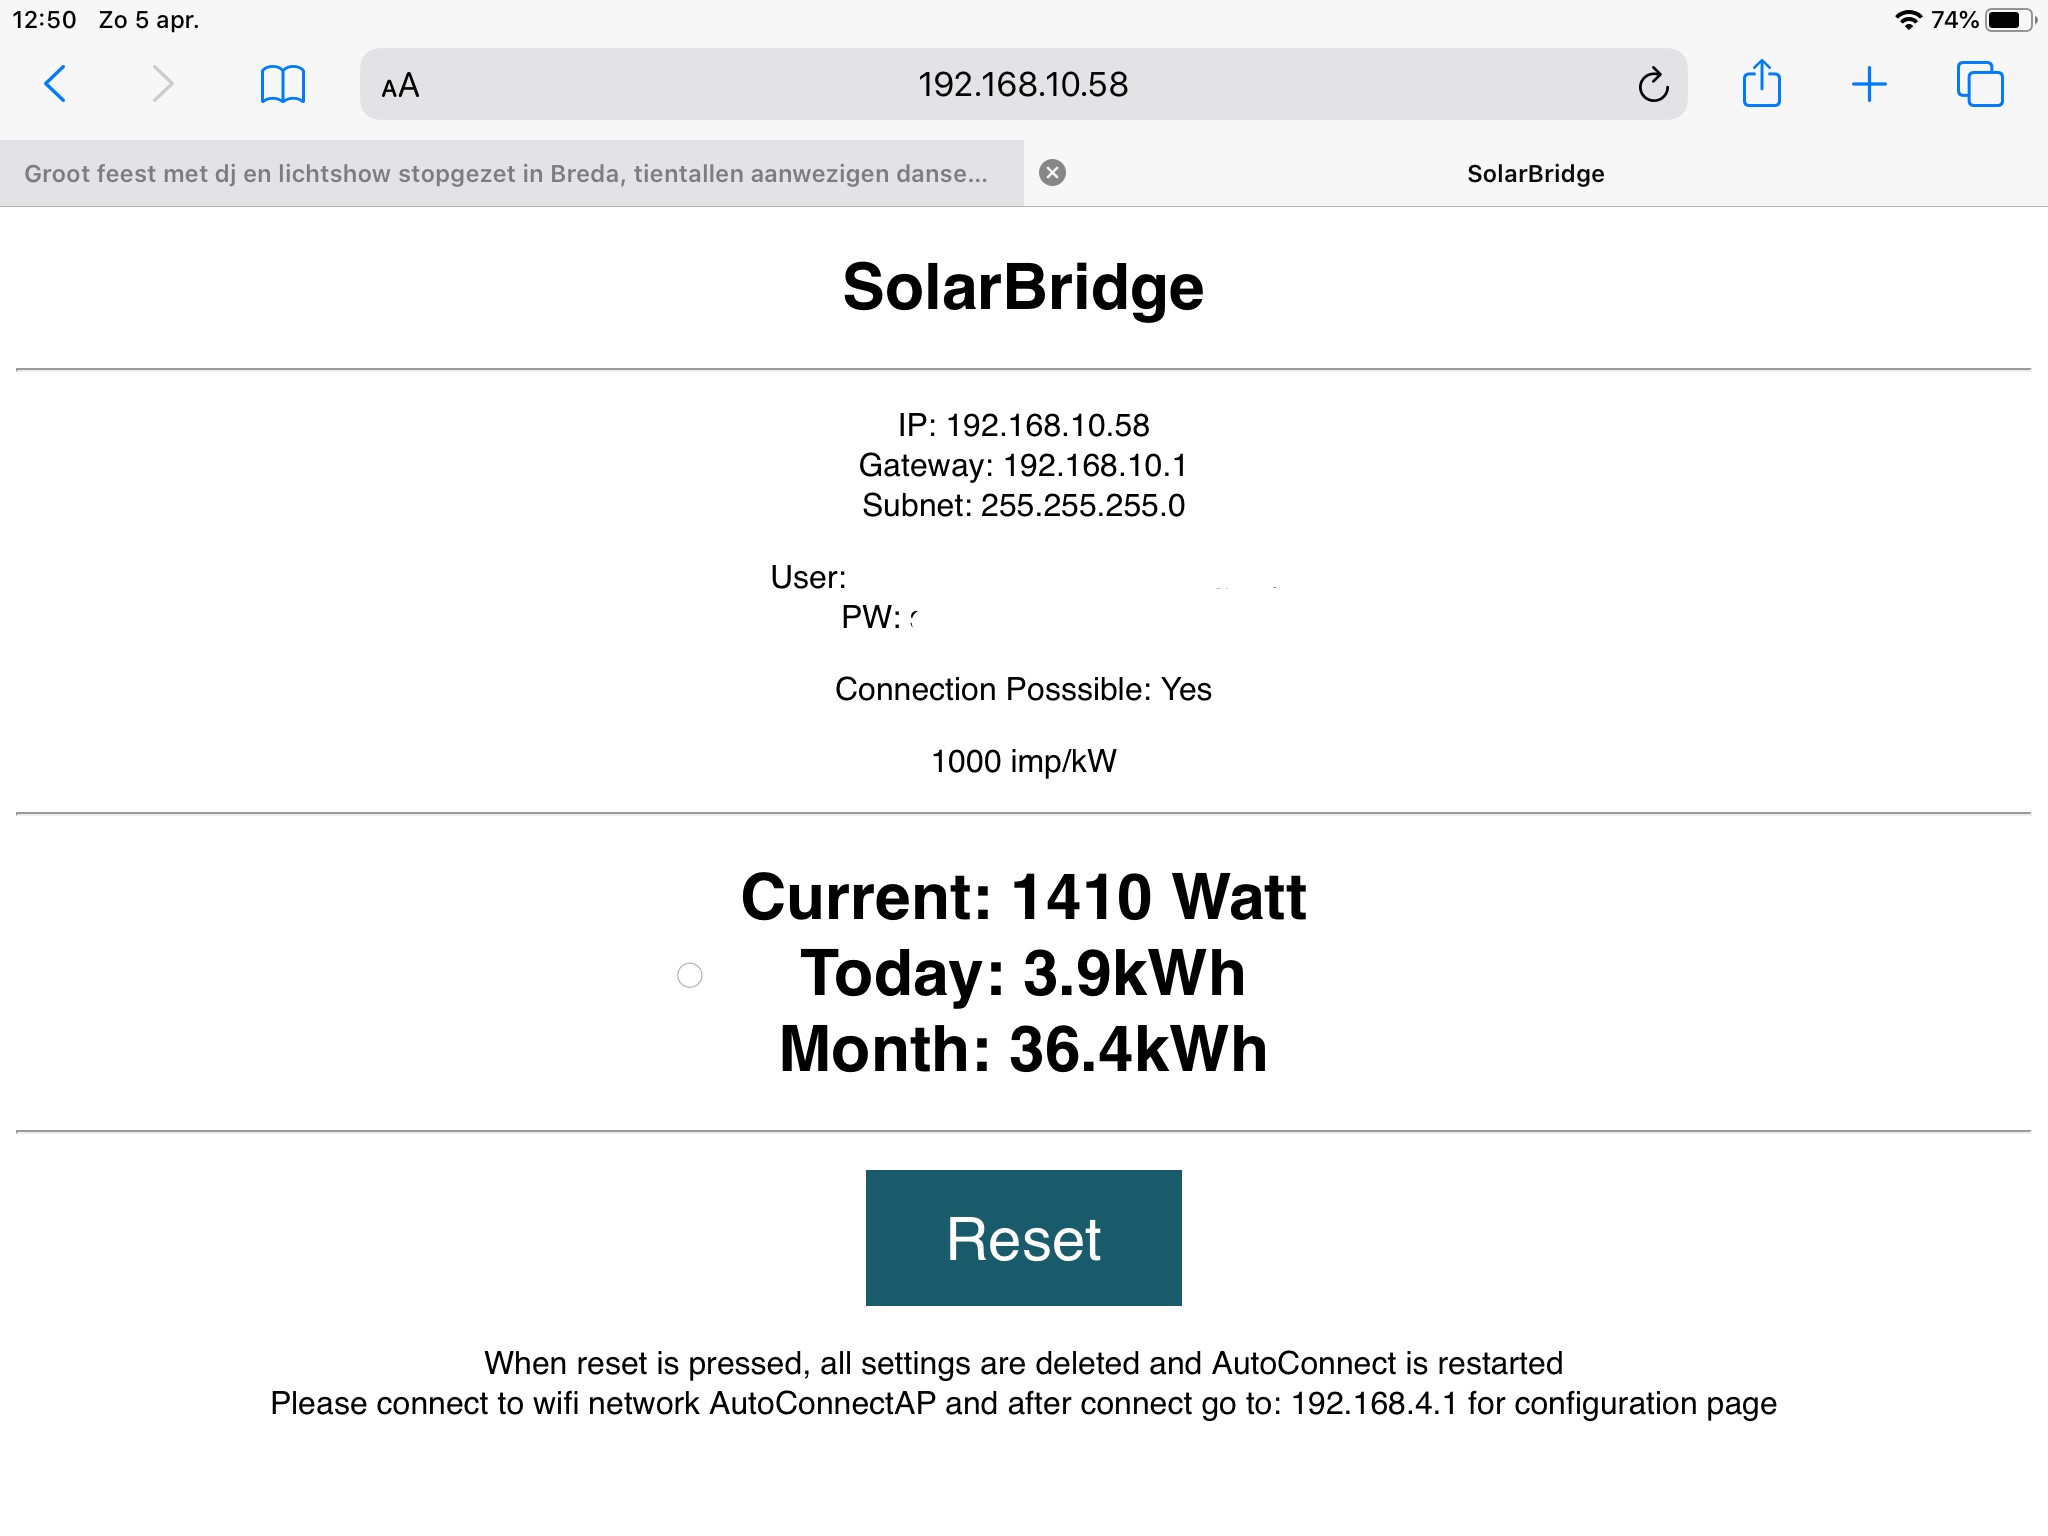 12:50 Zo 5 apr.
74%
AA
192.168.10.58
Groot feest met dj en lichtshow stopgezet in Breda, tientallen aanwezigen danse...
SolarBridge
SolarBridge
IP: 192.168.10.58
Gateway: 192.168.10.1
Subnet: 255.255.255.0
User:
PW:
Connection Posssible: Yes
1000 imp/kW
Current: 1410 Watt
Today: 3.9kWh
Month: 36.4kWh
Reset
When reset is pressed, all settings are deleted and AutoConnect is restarted
Please connect to wifi network AutoConnectAP and after connect go to: 192.168.4.1 for configuration page